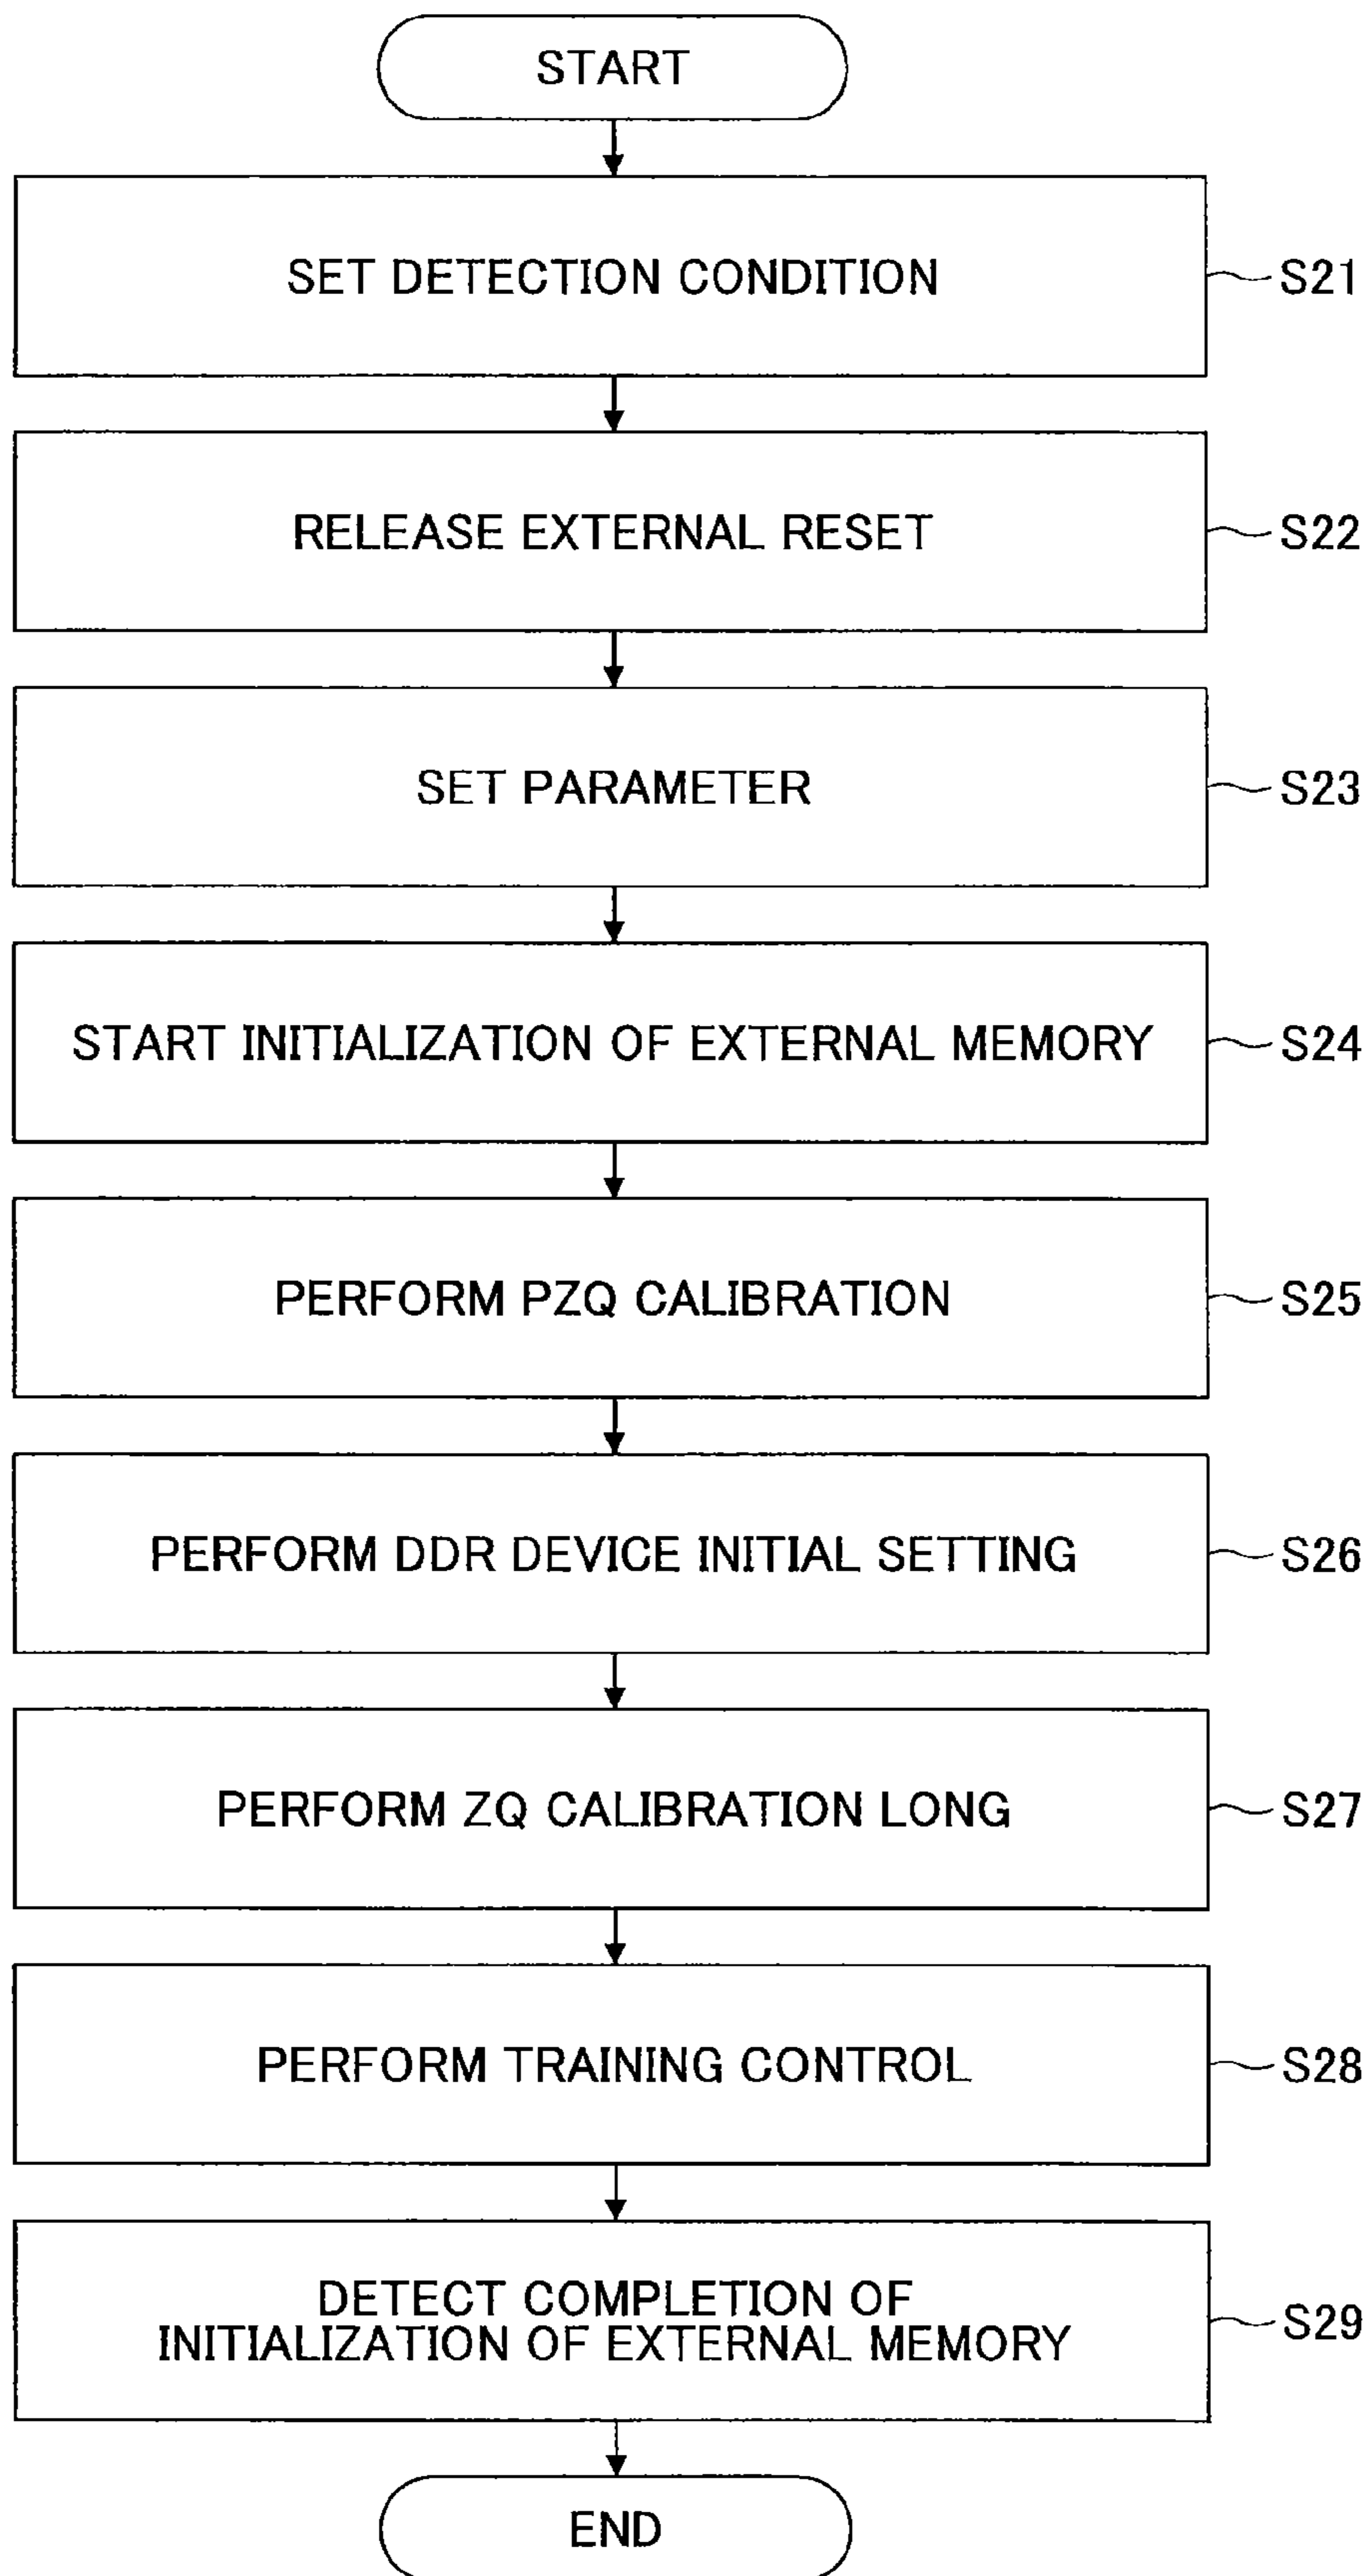 START
SET DETECTION CONDITION
S21
RELEASE EXTERNAL RESET
S22
SET PARAMETER
S23
START INITIALIZATION OF EXTERNAL MEMORY
S24
PERFORM PZQ CALIBRATION
S25
PERFORM DDR DEVICE INITIAL SETTING
S26
PERFORM ZQ CALIBRATION LONG
S27
PERFORM TRAINING CONTROL
S28
DETECT COMPLETION OF
INITIALIZATION OF EXTERNAL MEMORY
S29
END